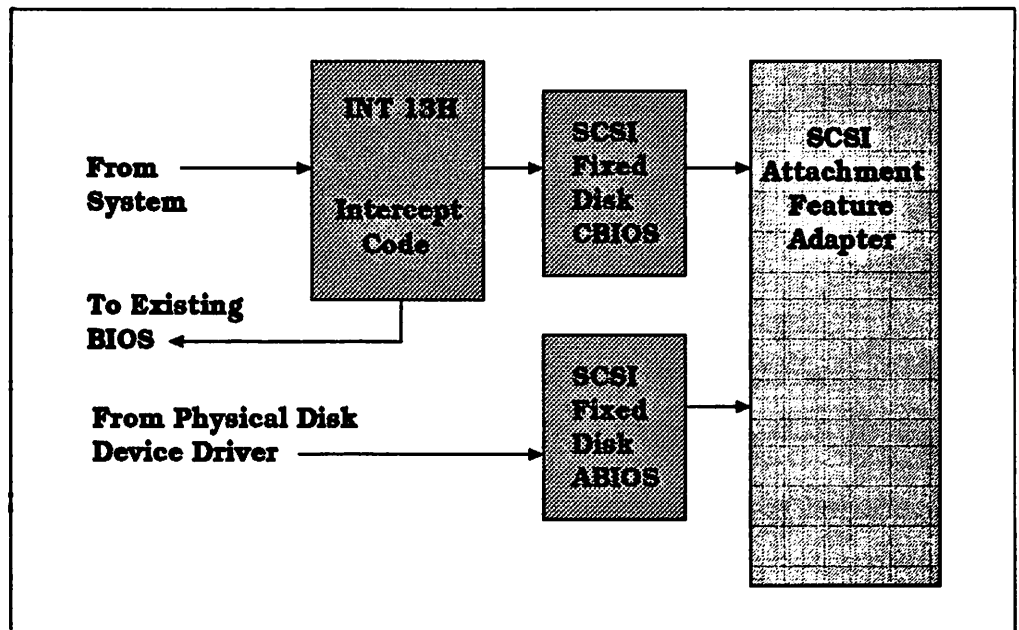 From
System
INT 13H
Intercept
Code
SCSI
Fixed
Disk
CBIOS
SCSI
Attachment
Feature
Adapter
To Existing
BIOS
From Physical Disk
Device Driver
SCSI
Fixed
Disk
ABIOS